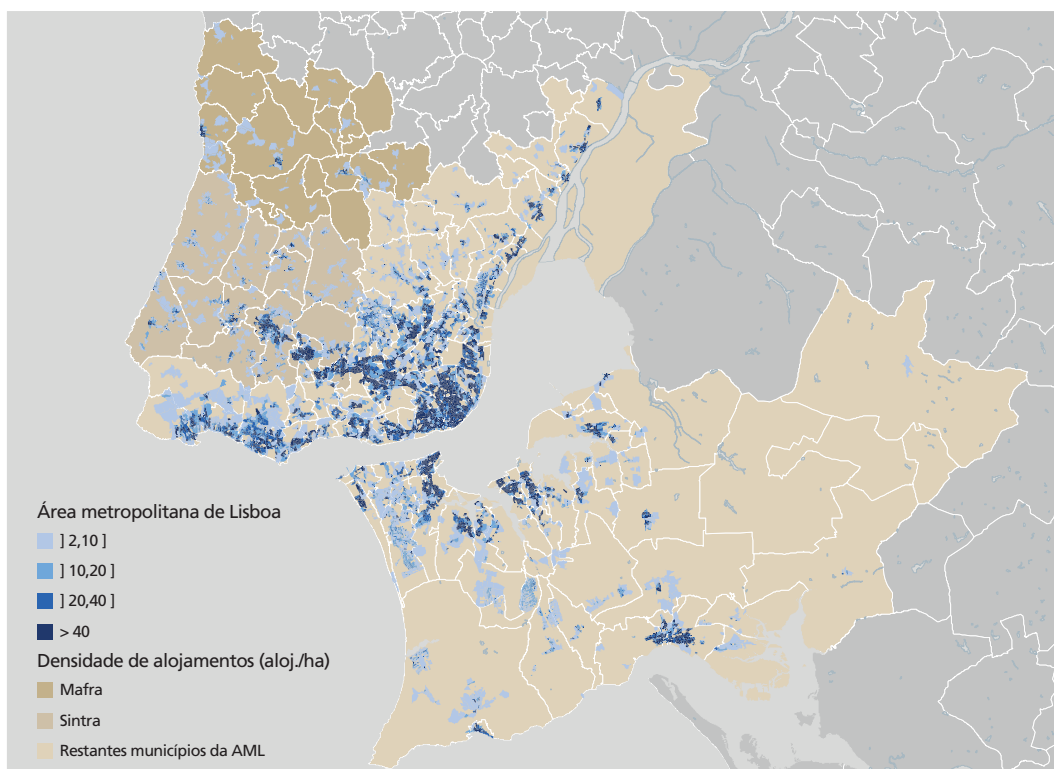 Área metropolitana de Lisboa
] 2,10 ]
] 10,20 ]
] 20,40 ]
> 40
Densidade de alojamentos (aloj./ha)
Mafra
Sintra
Restantes municípios da AML